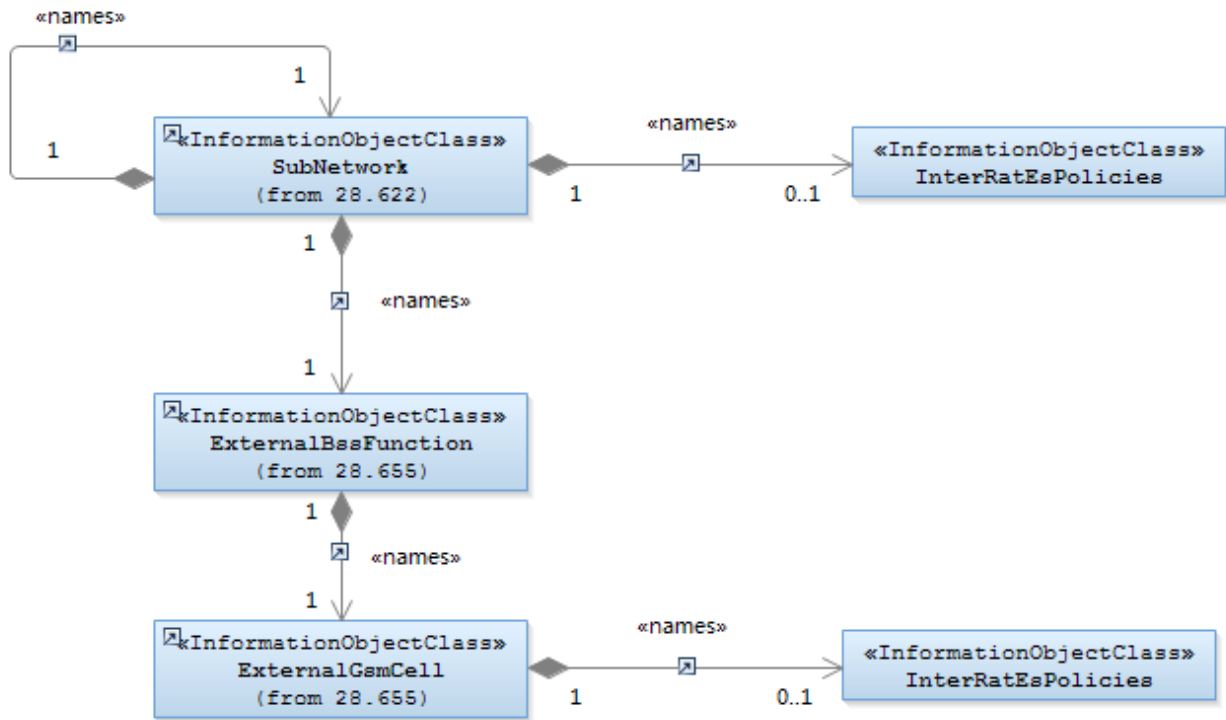 «names»
1
1
«InformationObjectClass»
SubNetwork
(from 28.622)
«names»
1
0..1
«InformationObjectClass»
InterRatEsPolicies
1
«names»
1
«InformationObjectClass»
ExternalBssFunction
(from 28.655)
1
«names»
1
«InformationObjectClass»
ExternalGsmCell
(from 28.655)
«names»
1
0..1
«InformationObjectClass»
InterRatEsPolicies